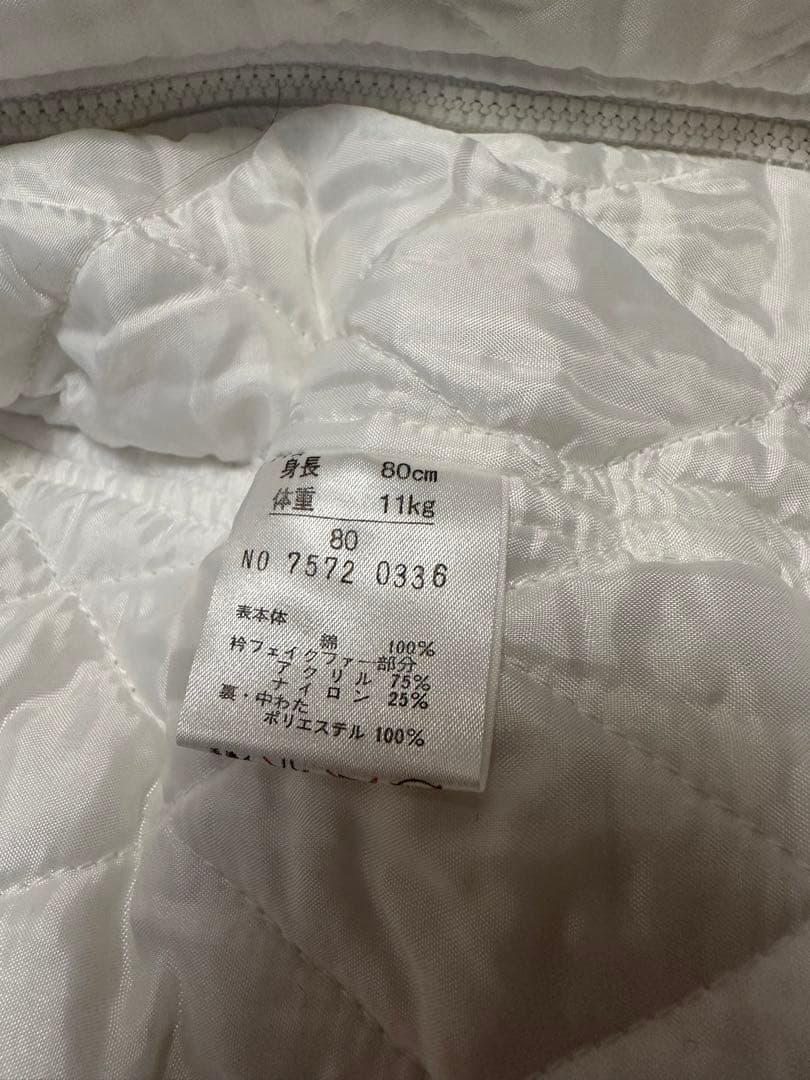 身長 80cm
体重 11kg
80
NO 7572 0336
表本体
綿 100%
衿フェイクファー部分
アクリル 75%
ナイロン 25%
裏・中わた
ポリエステル 100%